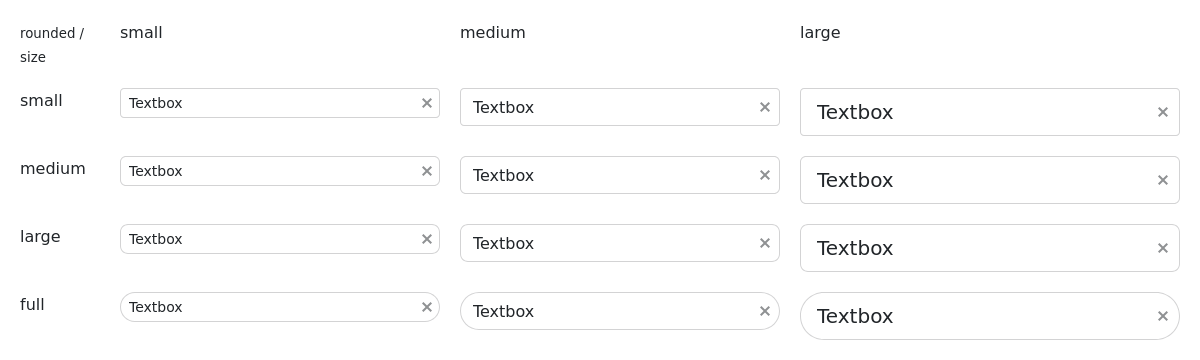 rounded / size small medium large
small Textbox × Textbox × Textbox ×
medium Textbox × Textbox × Textbox ×
large Textbox × Textbox × Textbox ×
full Textbox × Textbox × Textbox ×